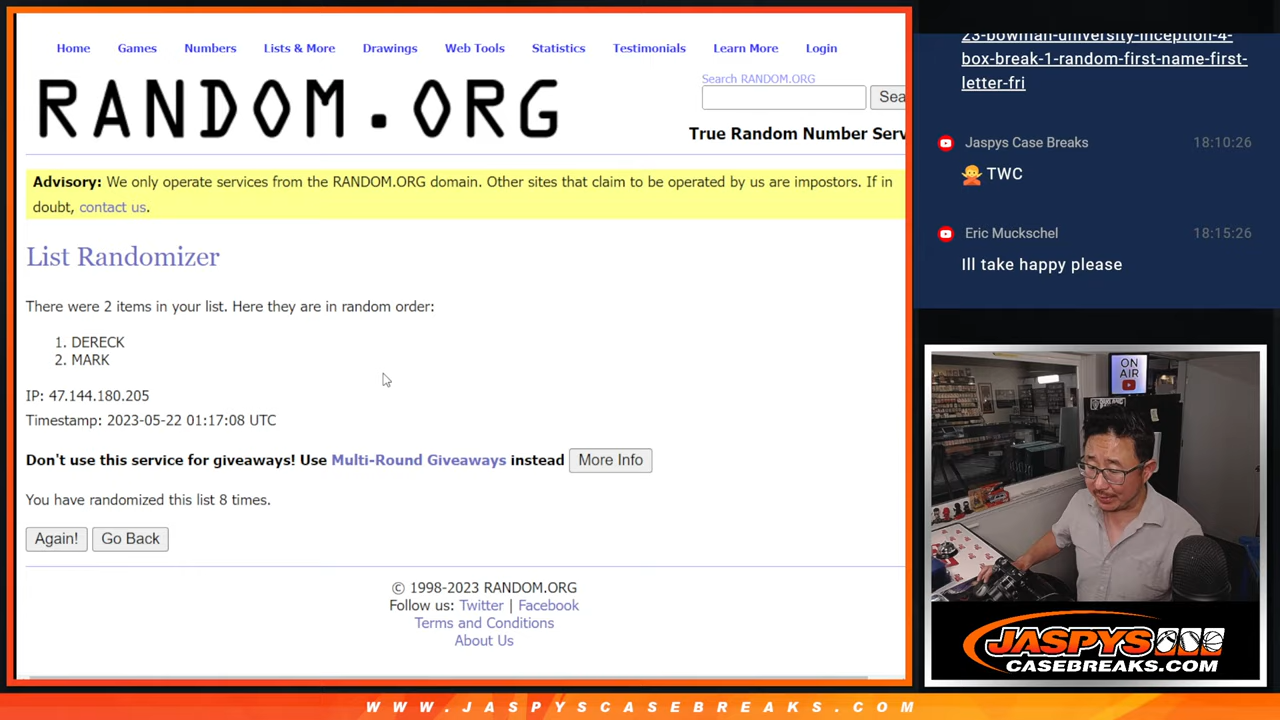 Home Games Numbers Lists & More Drawings Web Tools Statistics Testimonials Learn More Login
RANDOM.ORG
Search RANDOM.ORG
Sea
True Random Number Serv
Advisory: We only operate services from the RANDOM.ORG domain. Other sites that claim to be operated by us are impostors. If in
doubt, contact us.
List Randomizer
There were 2 items in your list. Here they are in random order:
1. DERECK
2. MARK
IP: 47.144.180.205
Timestamp: 2023-05-22 01:17:08 UTC
Don't use this service for giveaways! Use Multi-Round Giveaways instead More Info
You have randomized this list 8 times.
Again! Go Back
© 1998-2023 RANDOM.ORG
Follow us: Twitter | Facebook
Terms and Conditions
About Us
23-bowman-university-inception-4-
box-break-1-random-first-name-first-
letter-fri
Jaspys Case Breaks 18:10:26
TWC
Eric Muckschel 18:15:26
Ill take happy please
ON
AIR
JASPYS
CASEBREAKS.COM
WWW.JASPYSCASEBREAKS.COM